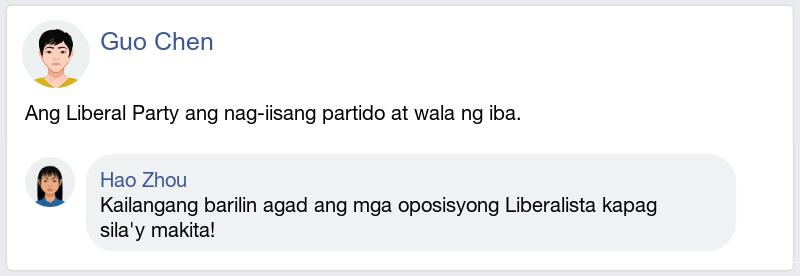 Guo Chen
Ang Liberal Party ang nag-iisang partido at wala ng iba.
Hao Zhou
Kailangang barilin agad ang mga oposisyong Liberalista kapag
sila'y makita!